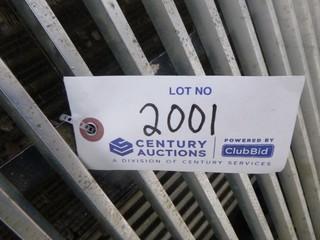 LOT NO
2001
CENTURY AUCTIONS
A DIVISION OF CENTURY SERVICES
POWERED BY
ClubBid